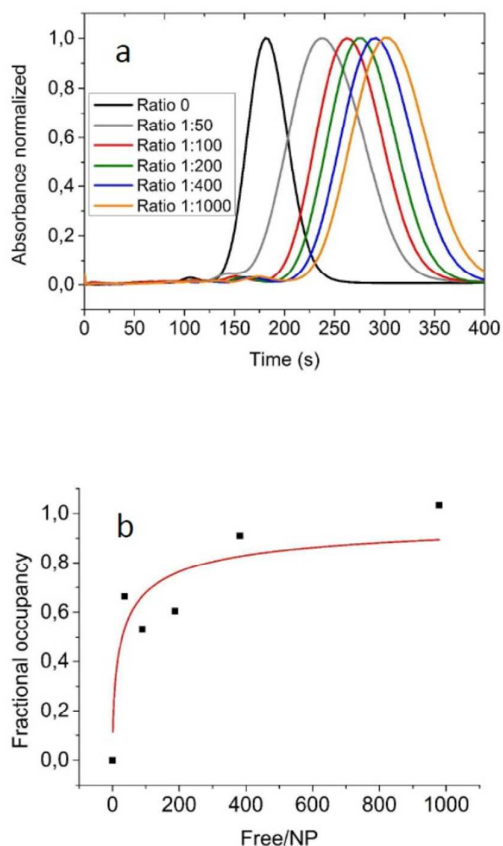 a
1,0
0,8
0,6
0,4
0,2
0,0
Absorbance normalized
Ratio 0
Ratio 1:50
Ratio 1:100
Ratio 1:200
Ratio 1:400
Ratio 1:1000
0 50 100 150 200 250 300 350 400
Time (s)
b
1,0
0,8
0,6
0,4
0,2
0,0
Fractional occupancy
0 200 400 600 800 1000
Free/NP